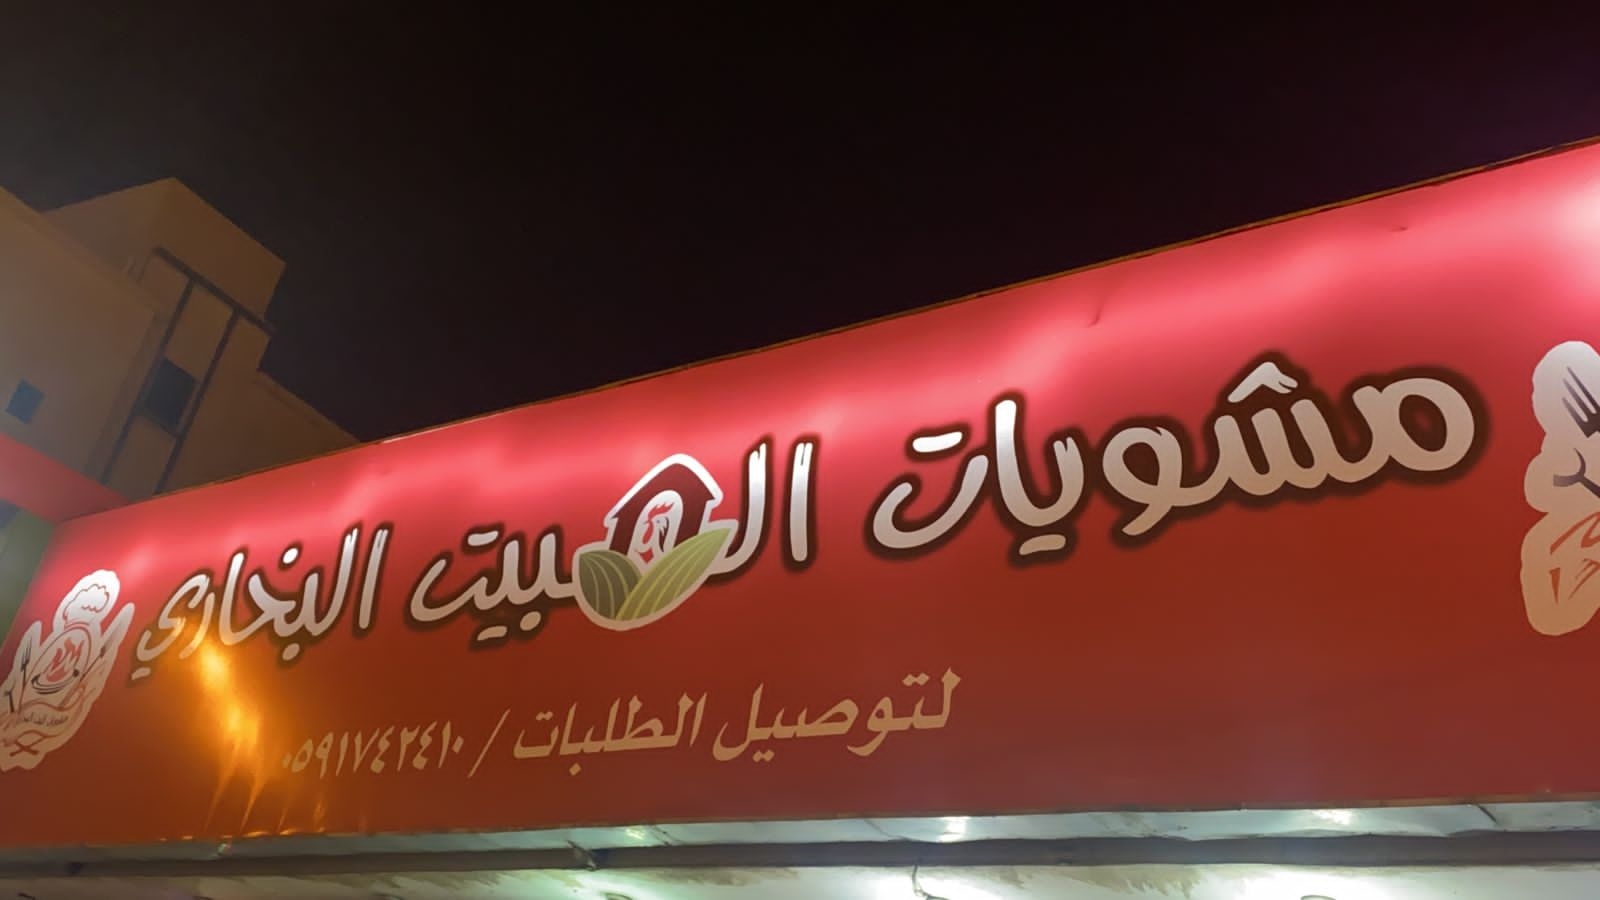 مشويات البيت البخاري
لتوصيل الطلبات / ٠٥٩١٧٤٢٤١٠